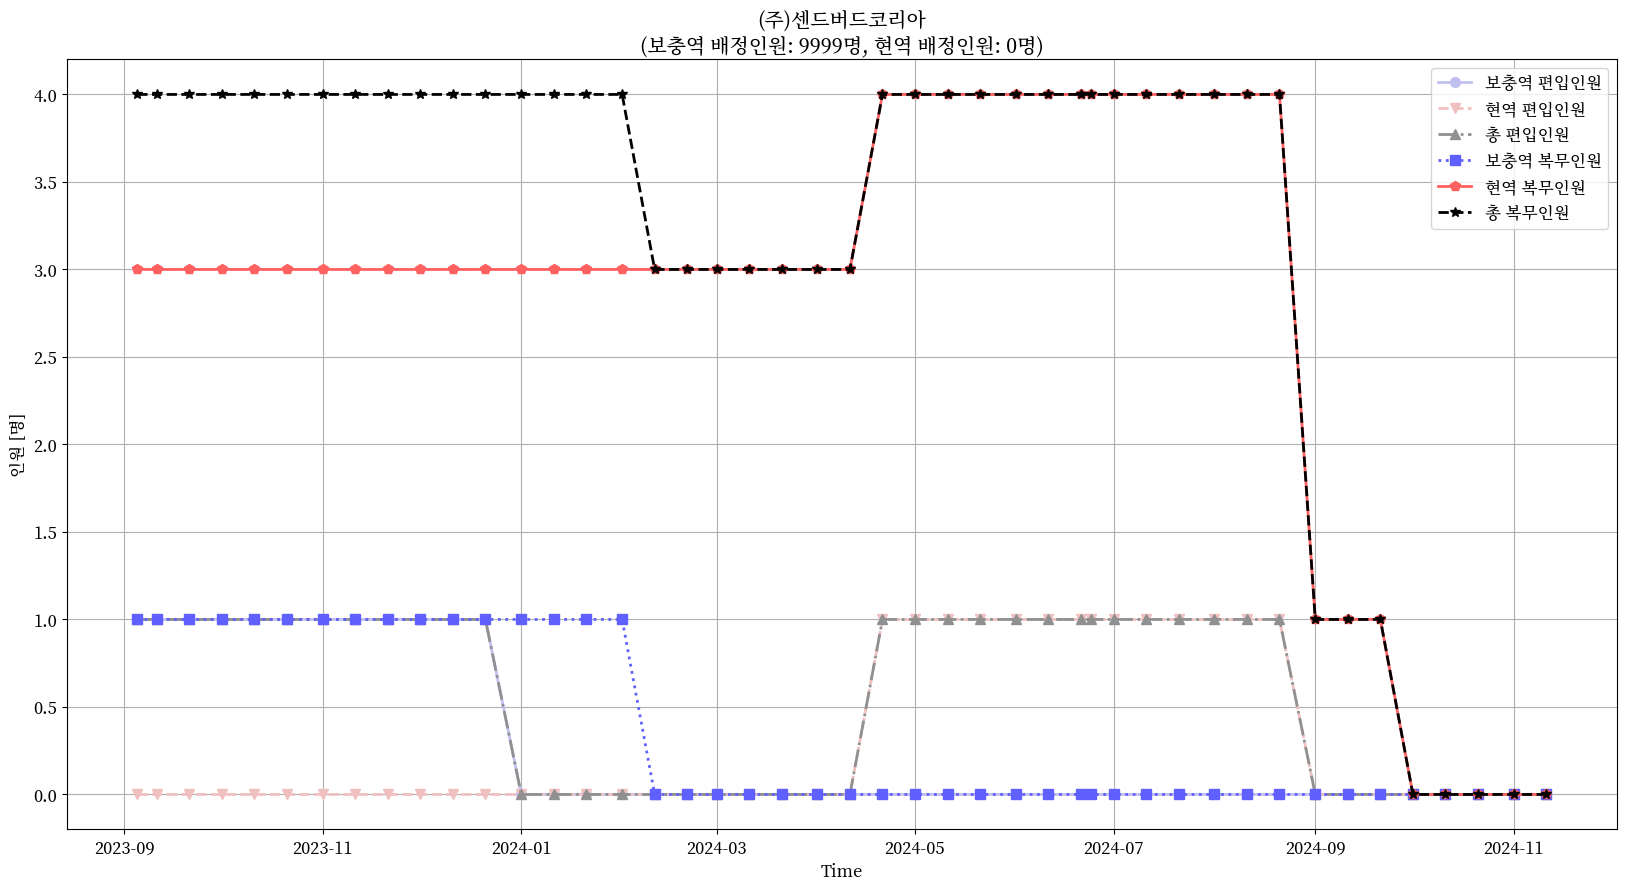 (주)센드버드코리아
(보충역 배정인원: 9999명, 현역 배정인원: 0명)
보충역 편입인원
현역 편입인원
총 편입인원
보충역 복무인원
현역 복무인원
총 복무인원
4.0
3.5
3.0
2.5
2.0
1.5
1.0
0.5
0.0
인원 [명]
2023-09 2023-11 2024-01 2024-03 2024-05 2024-07 2024-09 2024-11
Time